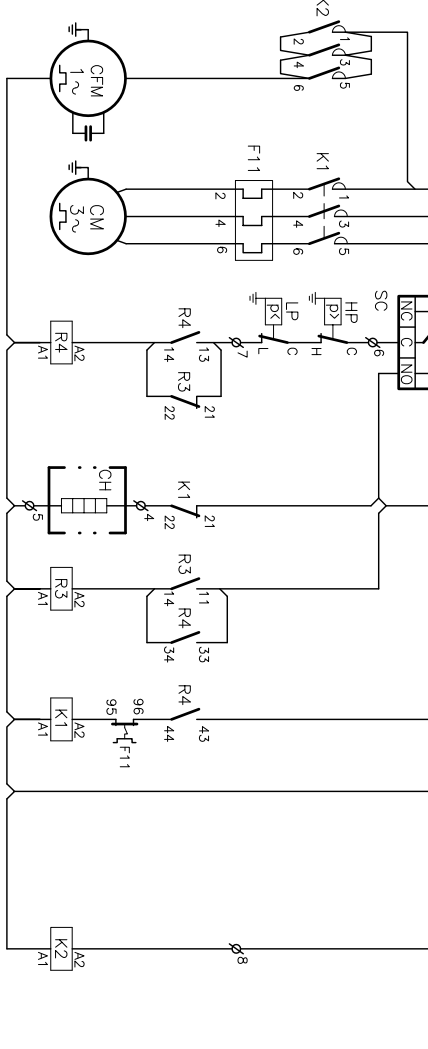 K2
1
2
3
4
5
6
CFM
1 ~
K1
F11
1
2
2
3
4
4
5
6
6
CM
3 ~
SC
NC
C
NO
6
HP
PZ
C
H
LP
C
L
7
R4
13
14
R3
21
22
R4
A2
A1
K1
21
22
4
CH
5
R3
11
14
R4
33
34
R3
A2
A1
R4
43
44
96
95
F11
K1
A2
A1
8
K2
A2
A1